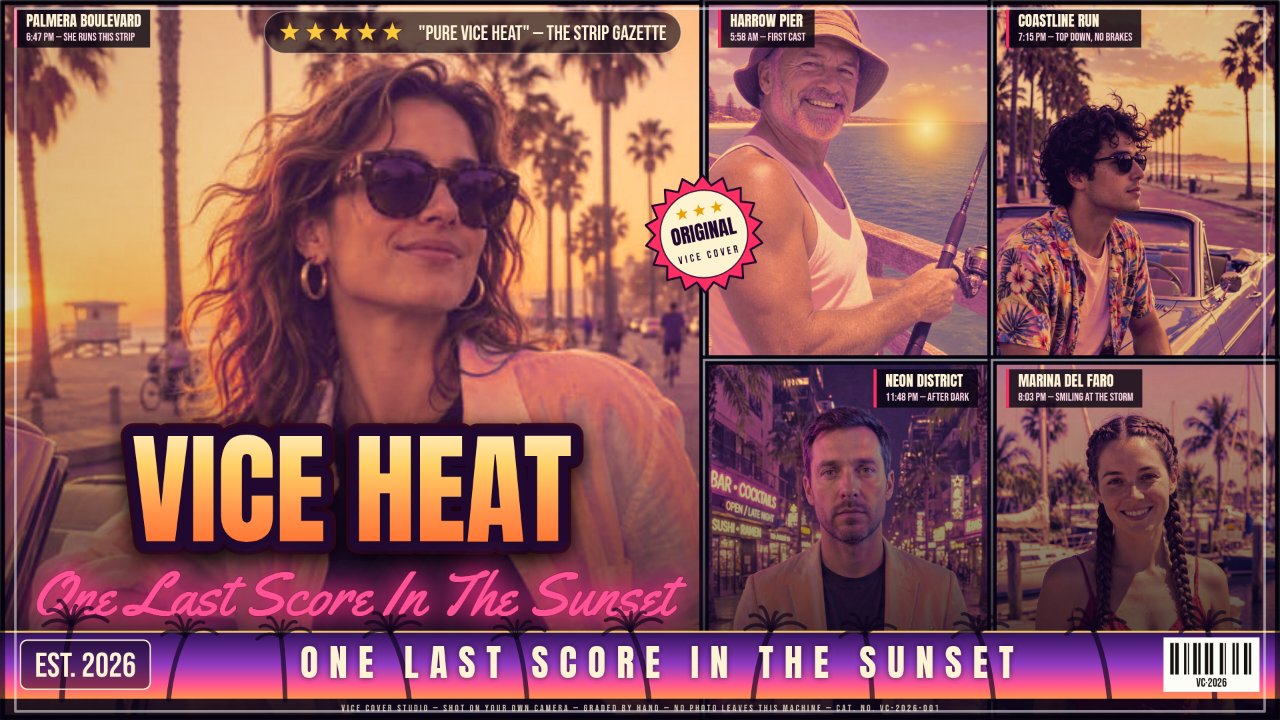 PALMERA BOULEVARD
6:47 PM — SHE RUNS THIS STRIP
★★★★★ "PURE VICE HEAT" — THE STRIP GAZETTE
HARROW PIER
5:58 AM — FIRST CAST
COASTLINE RUN
7:15 PM — TOP DOWN, NO BRAKES
ORIGINAL
VICE COVER
NEON DISTRICT
11:48 PM — AFTER DARK
MARINA DEL FARO
8:03 PM — SMILING AT THE STORM
BAR • COCKTAILS
OPEN / LATE NIGHT
SUSHI • RAMEN
VICE HEAT
One Last Score In The Sunset
EST. 2026
ONE LAST SCORE IN THE SUNSET
VC-2026
VICE COVER STUDIO — SHOT ON YOUR OWN CAMERA — GRADED BY HAND — NO PHOTO LEAVES THIS MACHINE — CAT. NO. VC-2026-001